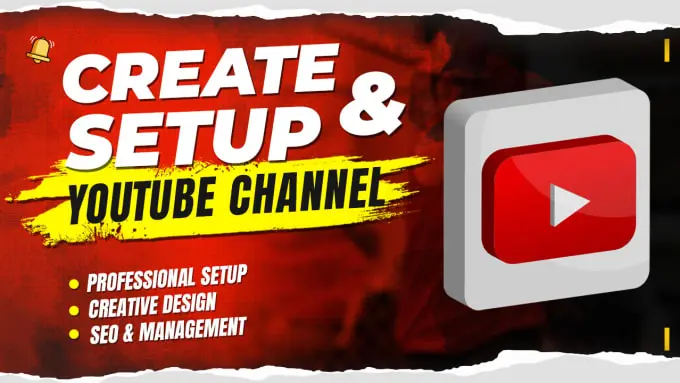 CREATE &
SETUP
YOUTUBE CHANNEL
PROFESSIONAL SETUP
CREATIVE DESIGN
SEO & MANAGEMENT